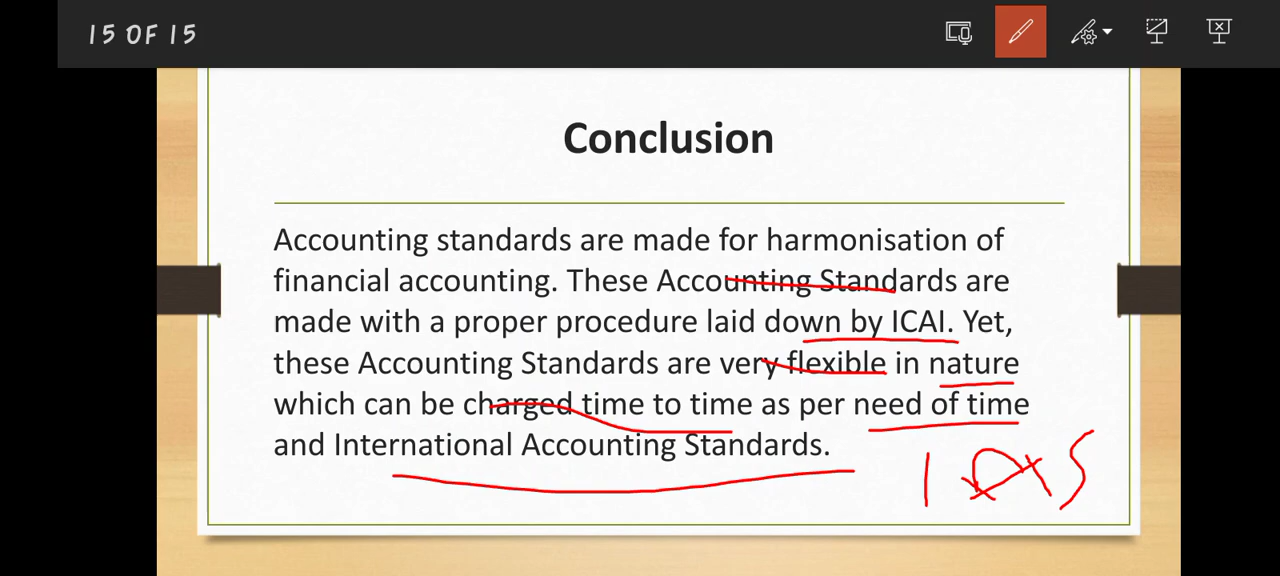 15 OF 15
Conclusion
Accounting standards are made for harmonisation of
financial accounting. These Accounting Standards are
made with a proper procedure laid down by ICAI. Yet,
these Accounting Standards are very flexible in nature
which can be charged time to time as per need of time
and International Accounting Standards.
IAS